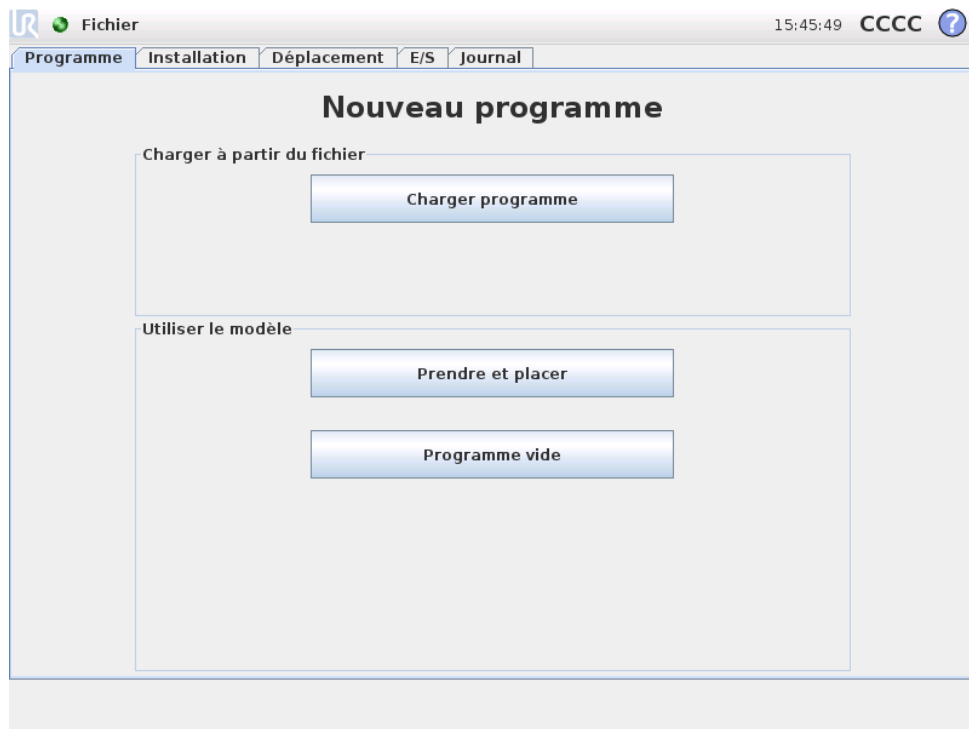 UR Fichier 15:45:49 CCCC ?
Programme Installation Déplacement E/S Journal
Nouveau programme
Charger à partir du fichier
Charger programme
Utiliser le modèle
Prendre et placer
Programme vide